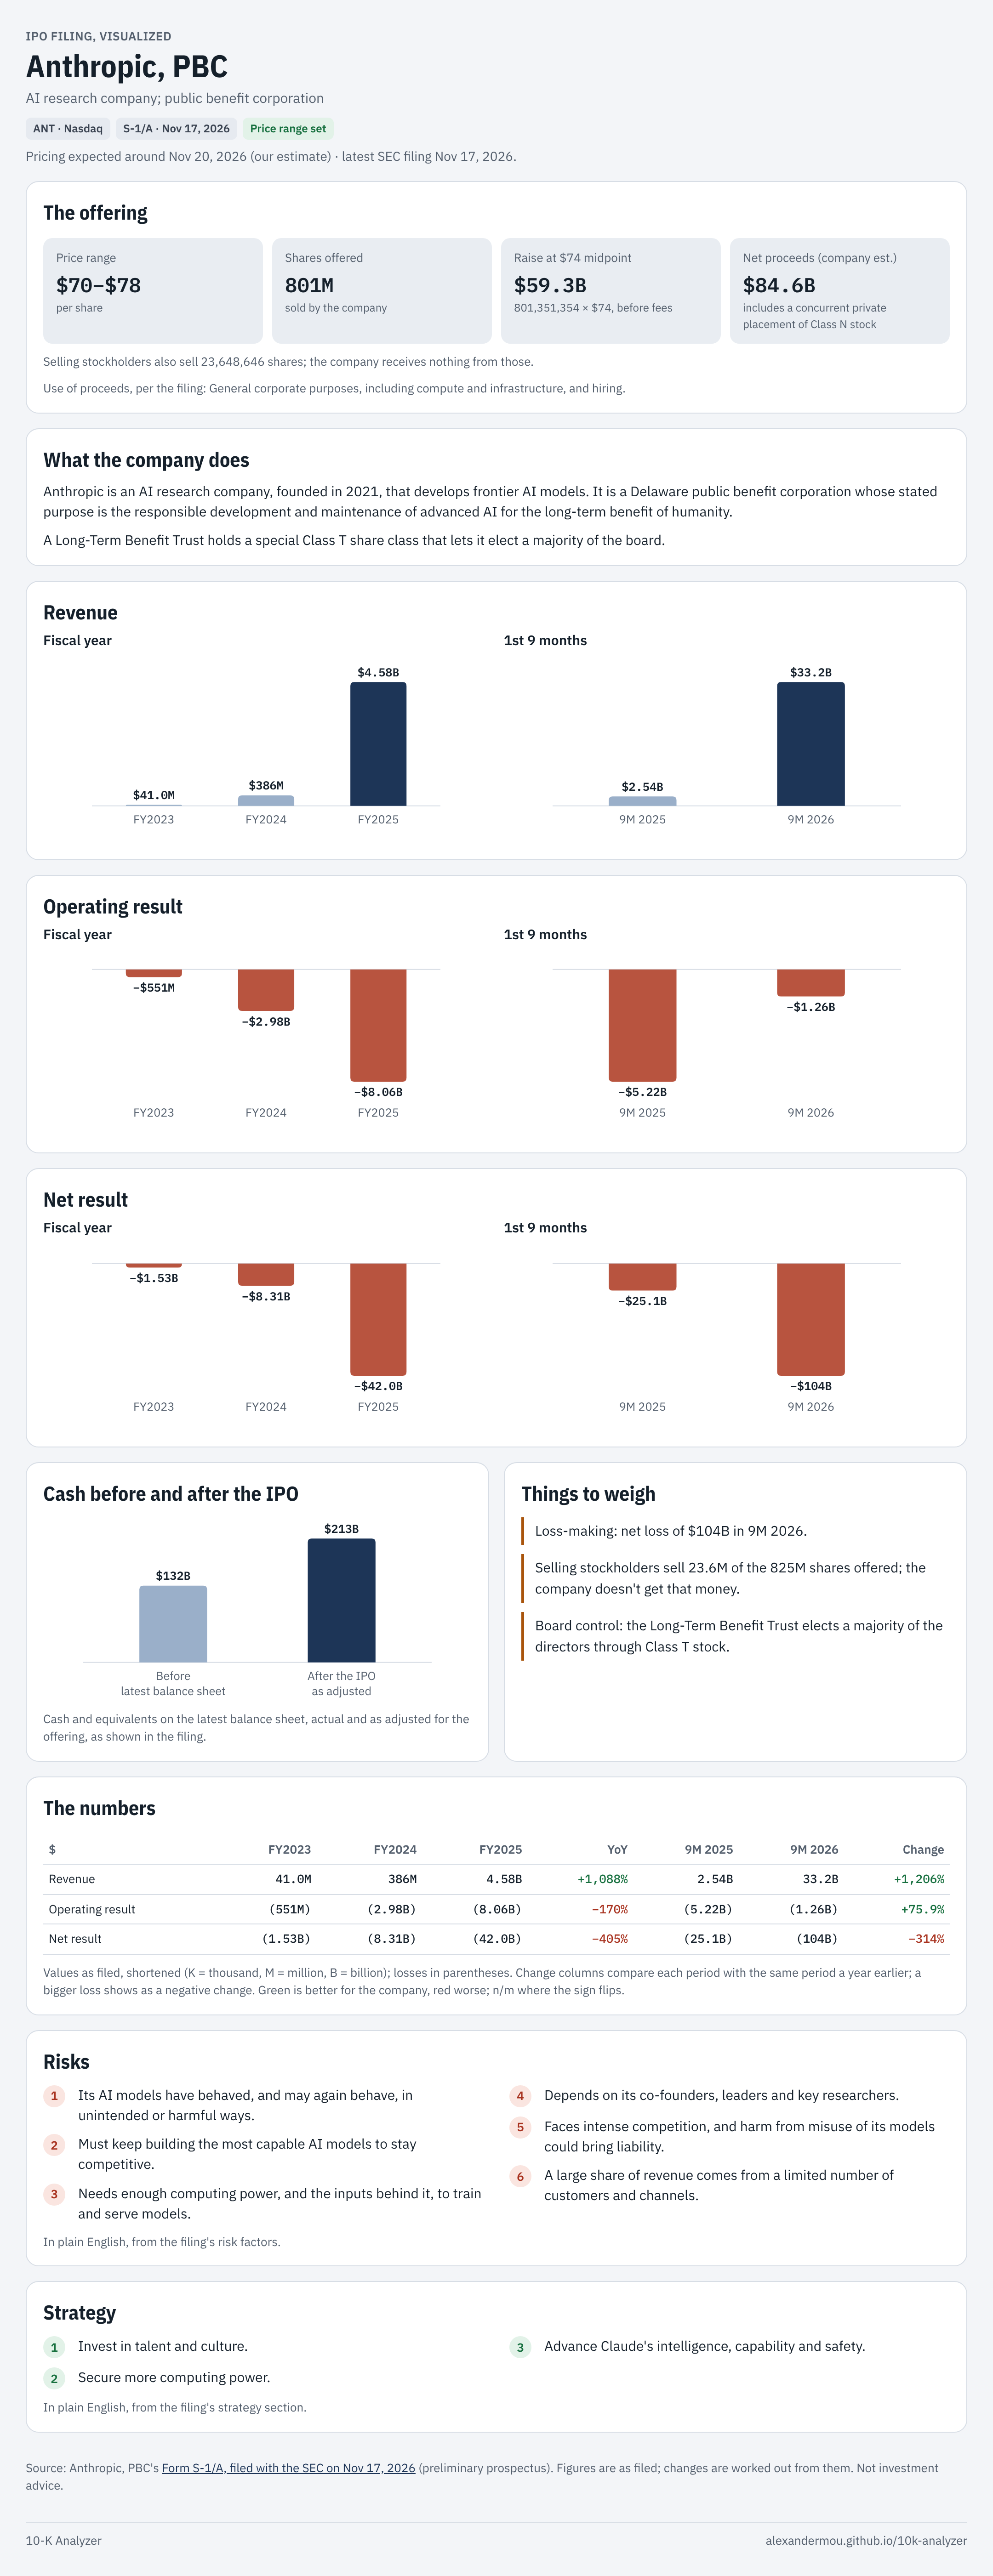 IPO FILING, VISUALIZED
Anthropic, PBC
AI research company; public benefit corporation
ANT · Nasdaq
S-1/A · Nov 17, 2026
Price range set
Pricing expected around Nov 20, 2026 (our estimate) · latest SEC filing Nov 17, 2026.
The offering
Price range
$70–$78
per share
Shares offered
801M
sold by the company
Raise at $74 midpoint
$59.3B
801,351,354 × $74, before fees
Net proceeds (company est.)
$84.6B
includes a concurrent private
placement of Class N stock
Selling stockholders also sell 23,648,646 shares; the company receives nothing from those.
Use of proceeds, per the filing: General corporate purposes, including compute and infrastructure, and hiring.
What the company does
Anthropic is an AI research company, founded in 2021, that develops frontier AI models. It is a Delaware public benefit corporation whose stated
purpose is the responsible development and maintenance of advanced AI for the long-term benefit of humanity.
A Long-Term Benefit Trust holds a special Class T share class that lets it elect a majority of the board.
Revenue
Fiscal year
$41.0M
$386M
$4.58B
FY2023
FY2024
FY2025
1st 9 months
$2.54B
$33.2B
9M 2025
9M 2026
Operating result
Fiscal year
−$551M
−$2.98B
−$8.06B
FY2023
FY2024
FY2025
1st 9 months
−$5.22B
−$1.26B
9M 2025
9M 2026
Net result
Fiscal year
−$1.53B
−$8.31B
−$42.0B
FY2023
FY2024
FY2025
1st 9 months
−$25.1B
−$104B
9M 2025
9M 2026
Cash before and after the IPO
$132B
$213B
Before
latest balance sheet
After the IPO
as adjusted
Cash and equivalents on the latest balance sheet, actual and as adjusted for the
offering, as shown in the filing.
Things to weigh
Loss-making: net loss of $104B in 9M 2026.
Selling stockholders sell 23.6M of the 825M shares offered; the
company doesn't get that money.
Board control: the Long-Term Benefit Trust elects a majority of the
directors through Class T stock.
The numbers
$ FY2023 FY2024 FY2025 YoY 9M 2025 9M 2026 Change
Revenue 41.0M 386M 4.58B +1,088% 2.54B 33.2B +1,206%
Operating result (551M) (2.98B) (8.06B) −170% (5.22B) (1.26B) +75.9%
Net result (1.53B) (8.31B) (42.0B) −405% (25.1B) (104B) −314%
Values as filed, shortened (K = thousand, M = million, B = billion); losses in parentheses. Change columns compare each period with the same period a year earlier; a
bigger loss shows as a negative change. Green is better for the company, red worse; n/m where the sign flips.
Risks
1 Its AI models have behaved, and may again behave, in
unintended or harmful ways.
2 Must keep building the most capable AI models to stay
competitive.
3 Needs enough computing power, and the inputs behind it, to train
and serve models.
4 Depends on its co-founders, leaders and key researchers.
5 Faces intense competition, and harm from misuse of its models
could bring liability.
6 A large share of revenue comes from a limited number of
customers and channels.
In plain English, from the filing's risk factors.
Strategy
1 Invest in talent and culture.
2 Secure more computing power.
3 Advance Claude's intelligence, capability and safety.
In plain English, from the filing's strategy section.
Source: Anthropic, PBC's Form S-1/A, filed with the SEC on Nov 17, 2026 (preliminary prospectus). Figures are as filed; changes are worked out from them. Not investment
advice.
10-K Analyzer
alexandermou.github.io/10k-analyzer